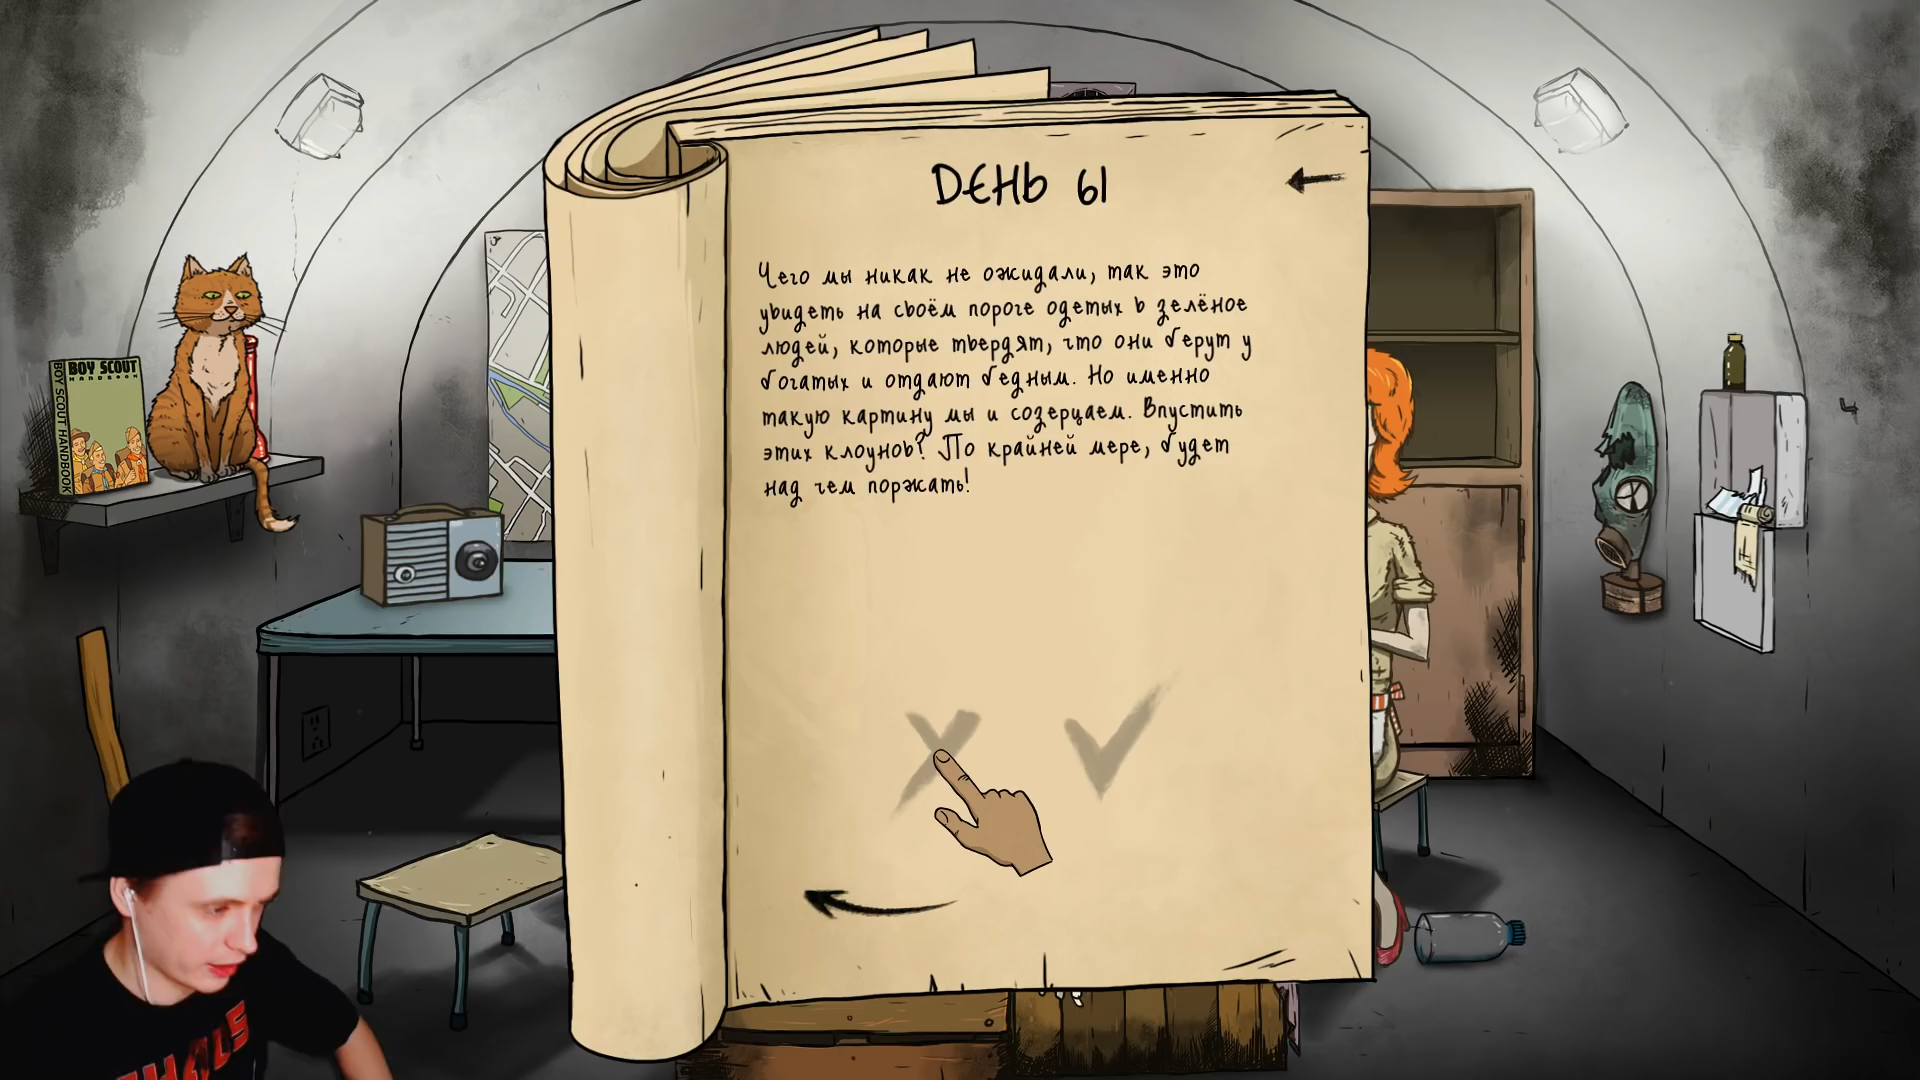 ДЕНЬ 61
Чего мы никак не ожидали, так это
увидеть на своём пороге одетых в зелёное
людей, которые твердят, что они берут у
богатых и отдают бедным. Но именно
такую картину мы и созерцаем. Впустить
этих клоунов? По крайней мере, будет
над чем поржать!
BOY SCOUT
HANDBOOK
BOY SCOUT HANDBOOK